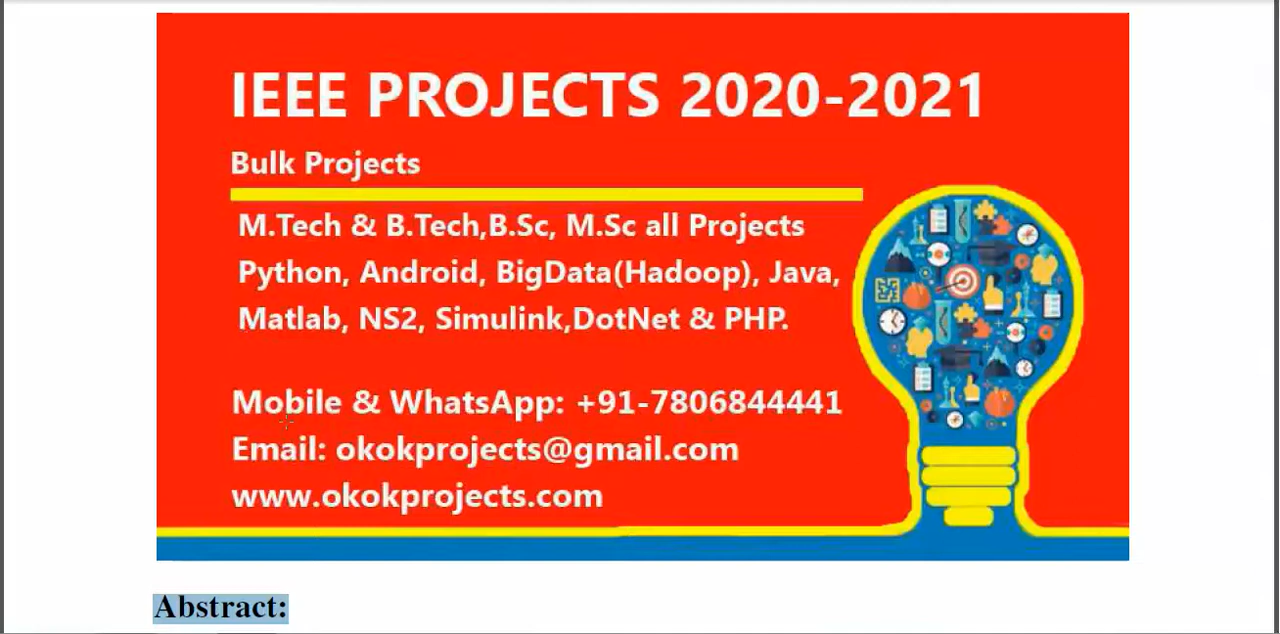 IEEE PROJECTS 2020-2021
Bulk Projects
M.Tech & B.Tech,B.Sc, M.Sc all Projects
Python, Android, BigData(Hadoop), Java,
Matlab, NS2, Simulink,DotNet & PHP.
Mobile & WhatsApp: +91-7806844441
Email: okokprojects@gmail.com
www.okokprojects.com
Abstract: